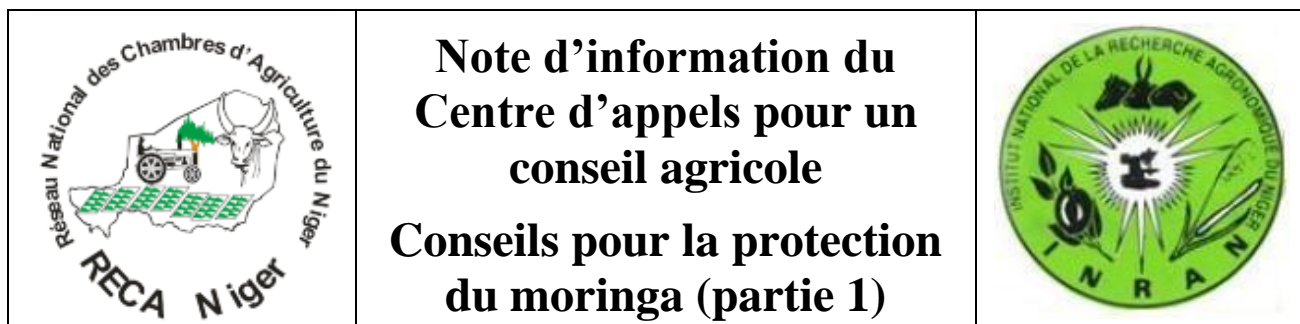 Réseau National des Chambres d'Agriculture du Niger
RECA Niger
Note d'information du
Centre d'appels pour un
conseil agricole
Conseils pour la protection
du moringa (partie 1)
INSTITUT NATIONAL DE LA RECHERCHE AGRONOMIQUE DU NIGER
INRAN